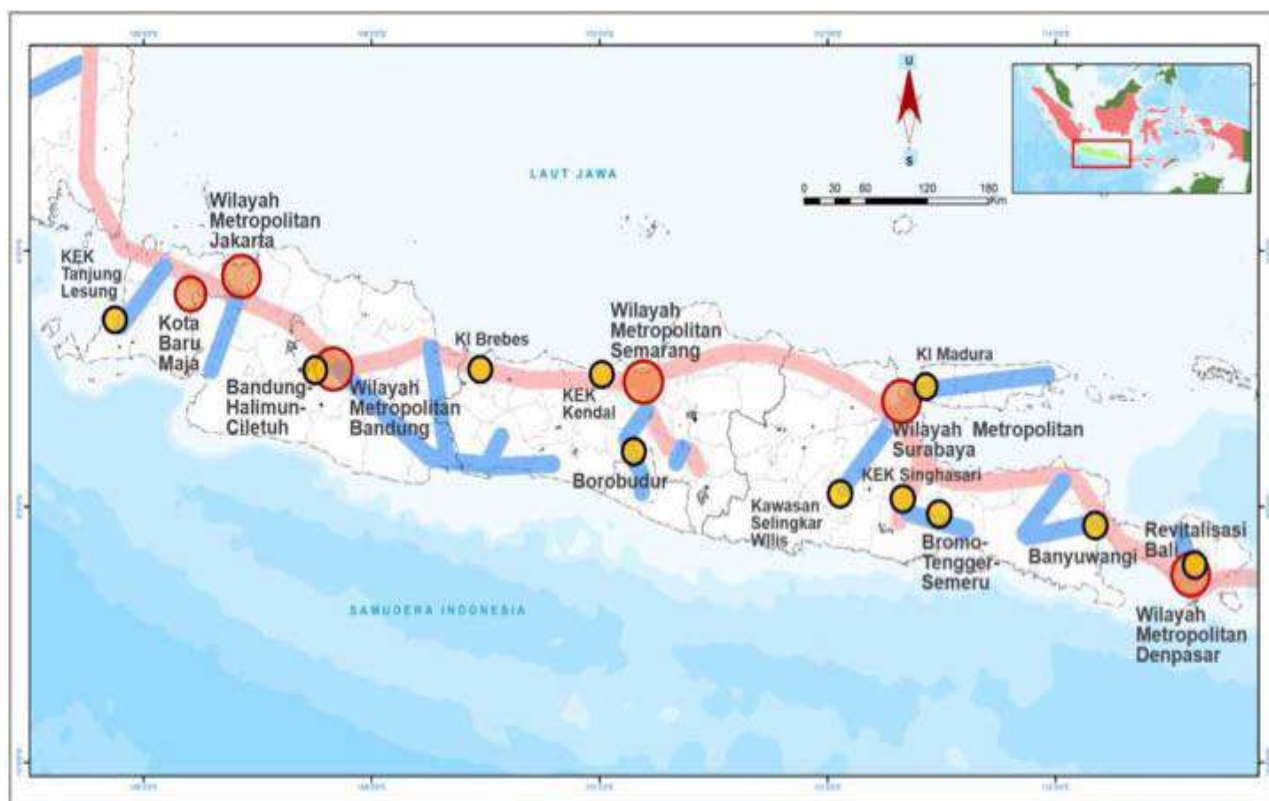 U
S
LAUT JAWA
0 30 60 120 180
Km
Wilayah
Metropolitan
Jakarta
KEK
Tanjung
Lesung
Kota
Baru
Maja
Bandung-
Halimun-
Ciletuh
Wilayah
Metropolitan
Bandung
KI Brebes
KEK
Kendal
Wilayah
Metropolitan
Semarang
Borobudur
KI Madura
Wilayah Metropolitan
Surabaya
KEK Singhasari
Kawasan
Selingkar
Wilis
Bromo-
Tengger-
Semeru
Banyuwangi
Revitalisasi
Bali
Wilayah
Metropolitan
Denpasar
SAMUDERA INDONESIA